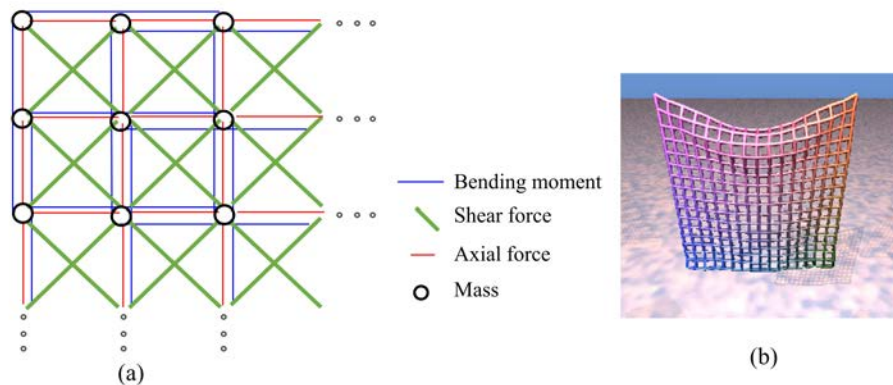 Bending moment
Shear force
Axial force
Mass
(a)
(b)